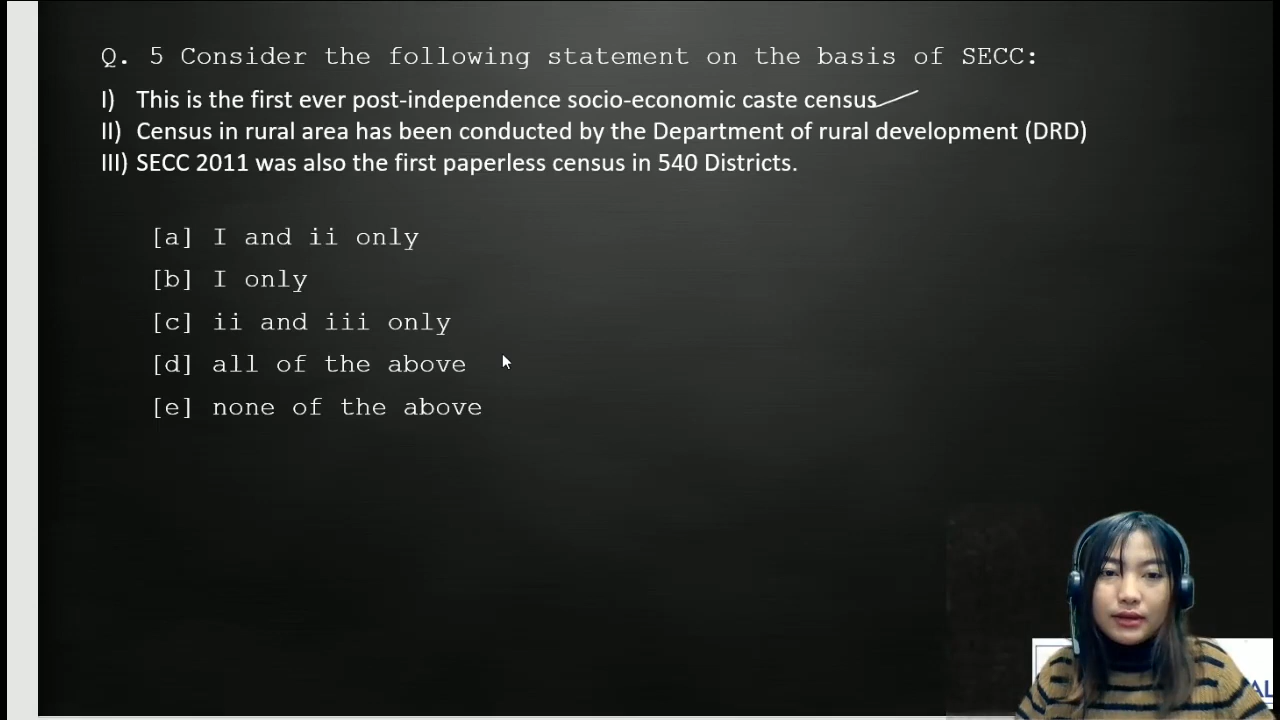 Q. 5 Consider the following statement on the basis of SECC:
I) This is the first ever post-independence socio-economic caste census
II) Census in rural area has been conducted by the Department of rural development (DRD)
III) SECC 2011 was also the first paperless census in 540 Districts.
[a] I and ii only
[b] I only
[c] ii and iii only
[d] all of the above
[e] none of the above
AL